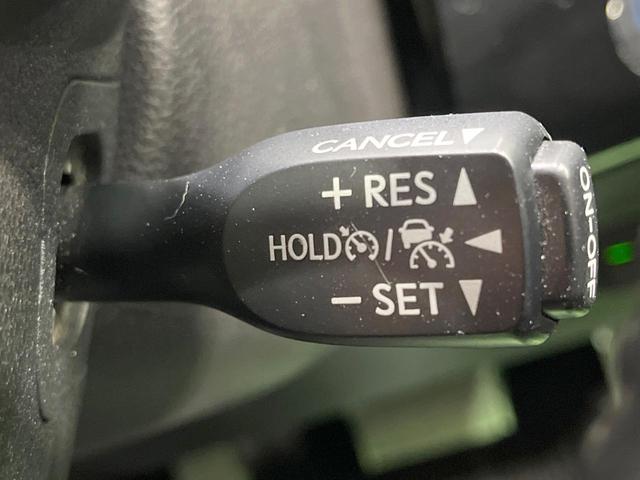 CANCEL▼
+ RES ▲
HOLD / ◀
− SET ▼
ON-OFF